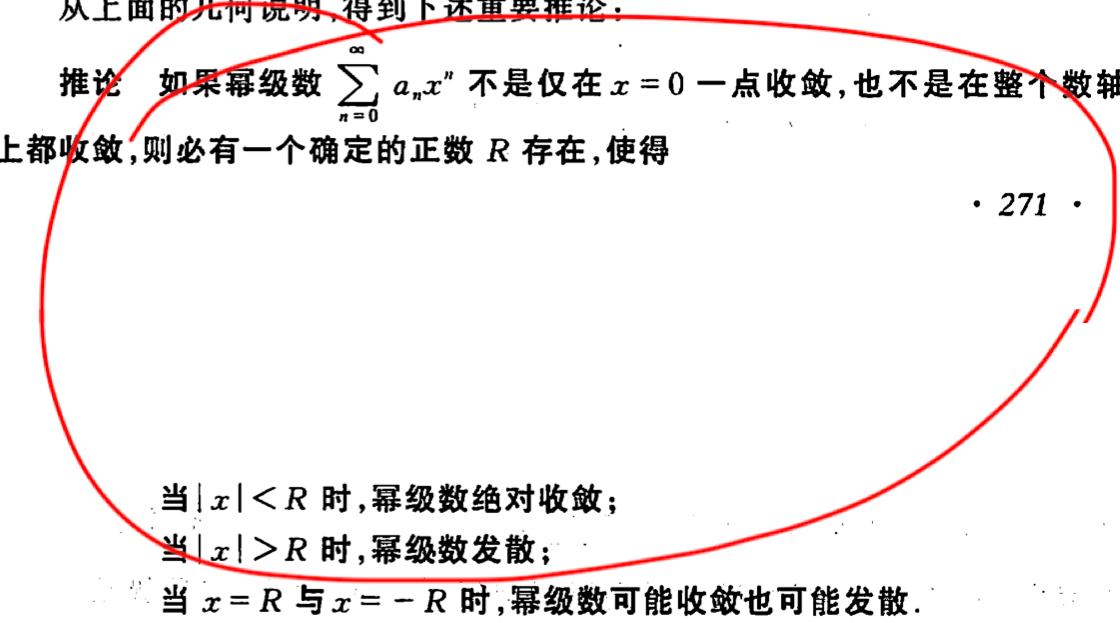 从上面的几何说明,得到下述重要推论:
推论 如果幂级数 $\sum_{n=0}^{\infty} a_n x^n$ 不是仅在 x = 0 一点收敛,也不是在整个数轴
上都收敛,则必有一个确定的正数 R 存在,使得
· 271 ·
当|x|<R 时,幂级数绝对收敛;
当|x|>R 时,幂级数发散;
当 x = R 与 x = - R 时,幂级数可能收敛也可能发散.